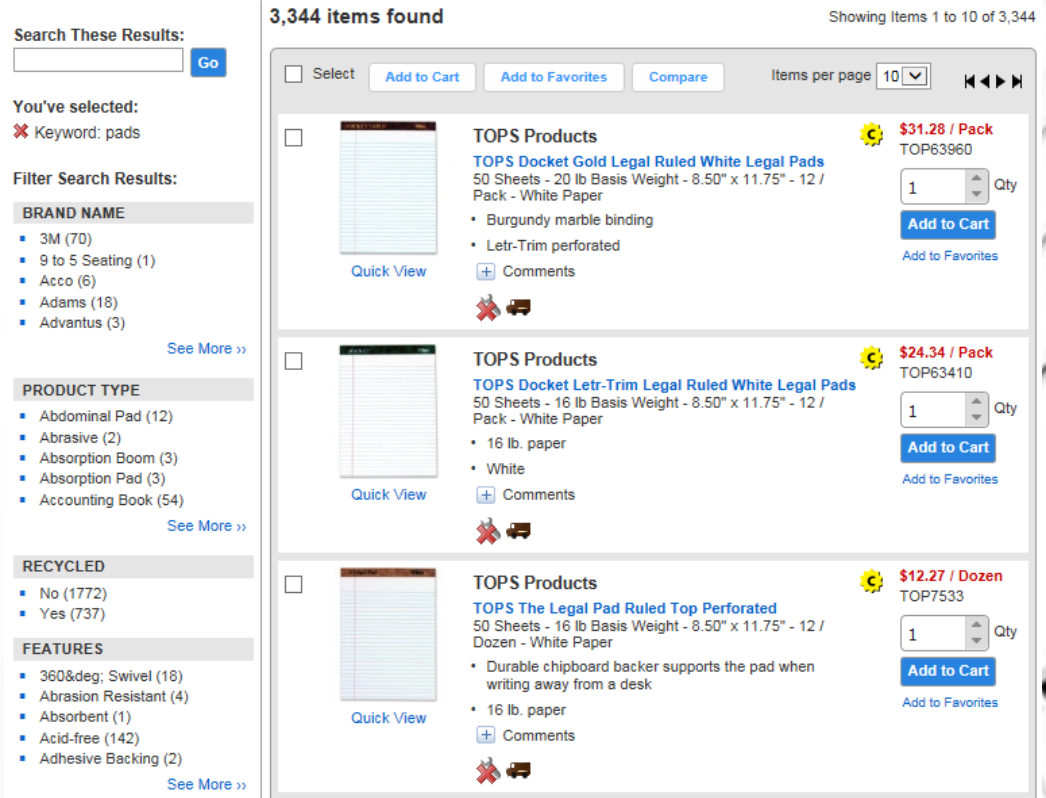 Search These Results:
Go
You've selected:
Keyword: pads
Filter Search Results:
BRAND NAME
3M (70)
9 to 5 Seating (1)
Acco (6)
Adams (18)
Advantus (3)
See More ››
PRODUCT TYPE
Abdominal Pad (12)
Abrasive (2)
Absorption Boom (3)
Absorption Pad (3)
Accounting Book (54)
See More ››
RECYCLED
No (1772)
Yes (737)
FEATURES
360&deg; Swivel (18)
Abrasion Resistant (4)
Absorbent (1)
Acid-free (142)
Adhesive Backing (2)
See More ››
3,344 items found
Showing Items 1 to 10 of 3,344
Select
Add to Cart
Add to Favorites
Compare
Items per page 10
TOPS Products
TOPS Docket Gold Legal Ruled White Legal Pads
50 Sheets - 20 lb Basis Weight - 8.50" x 11.75" - 12 /
Pack - White Paper
• Burgundy marble binding
• Letr-Trim perforated
+ Comments
Quick View
C
$31.28 / Pack
TOP63960
1 Qty
Add to Cart
Add to Favorites
TOPS Products
TOPS Docket Letr-Trim Legal Ruled White Legal Pads
50 Sheets - 16 lb Basis Weight - 8.50" x 11.75" - 12 /
Pack - White Paper
• 16 lb. paper
• White
+ Comments
Quick View
C
$24.34 / Pack
TOP63410
1 Qty
Add to Cart
Add to Favorites
TOPS Products
TOPS The Legal Pad Ruled Top Perforated
50 Sheets - 16 lb Basis Weight - 8.50" x 11.75" - 12 /
Dozen - White Paper
• Durable chipboard backer supports the pad when
writing away from a desk
• 16 lb. paper
+ Comments
Quick View
C
$12.27 / Dozen
TOP7533
1 Qty
Add to Cart
Add to Favorites